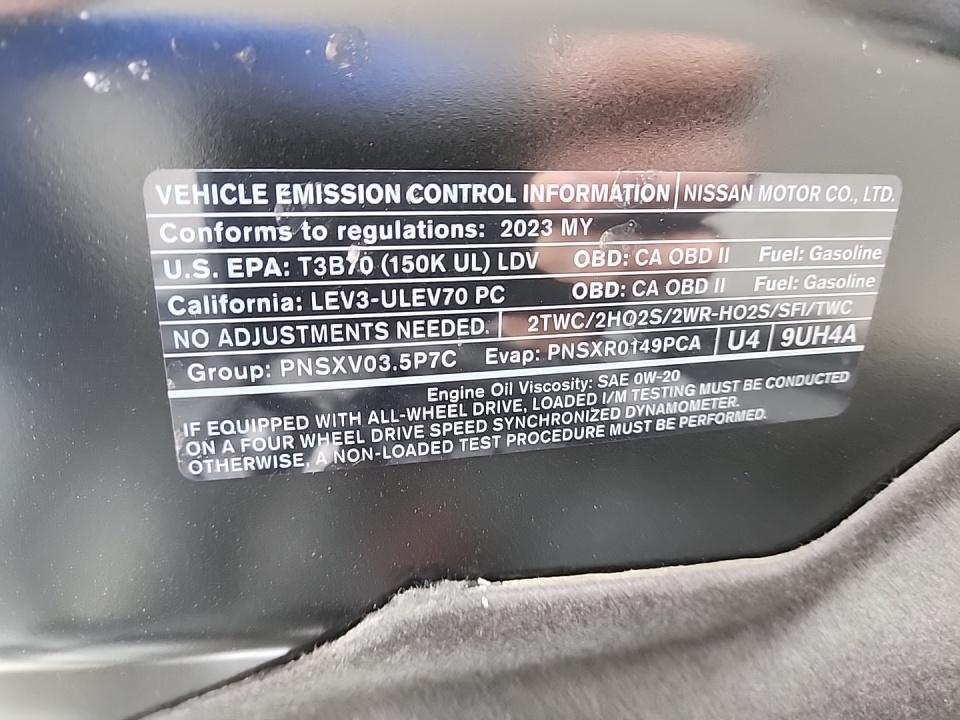 VEHICLE EMISSION CONTROL INFORMATION NISSAN MOTOR CO., LTD.
Conforms to regulations: 2023 MY
U.S. EPA: T3B70 (150K UL) LDV OBD: CA OBD II Fuel: Gasoline
California: LEV3-ULEV70 PC OBD: CA OBD II Fuel: Gasoline
NO ADJUSTMENTS NEEDED. 2TWC/2HO2S/2WR-HO2S/SFI/TWC
Group: PNSXV03.5P7C Evap: PNSXR0149PCA U4 9UH4A
Engine Oil Viscosity: SAE 0W-20
IF EQUIPPED WITH ALL-WHEEL DRIVE, LOADED I/M TESTING MUST BE CONDUCTED
ON A FOUR WHEEL DRIVE SPEED SYNCHRONIZED DYNAMOMETER.
OTHERWISE, A NON-LOADED TEST PROCEDURE MUST BE PERFORMED.